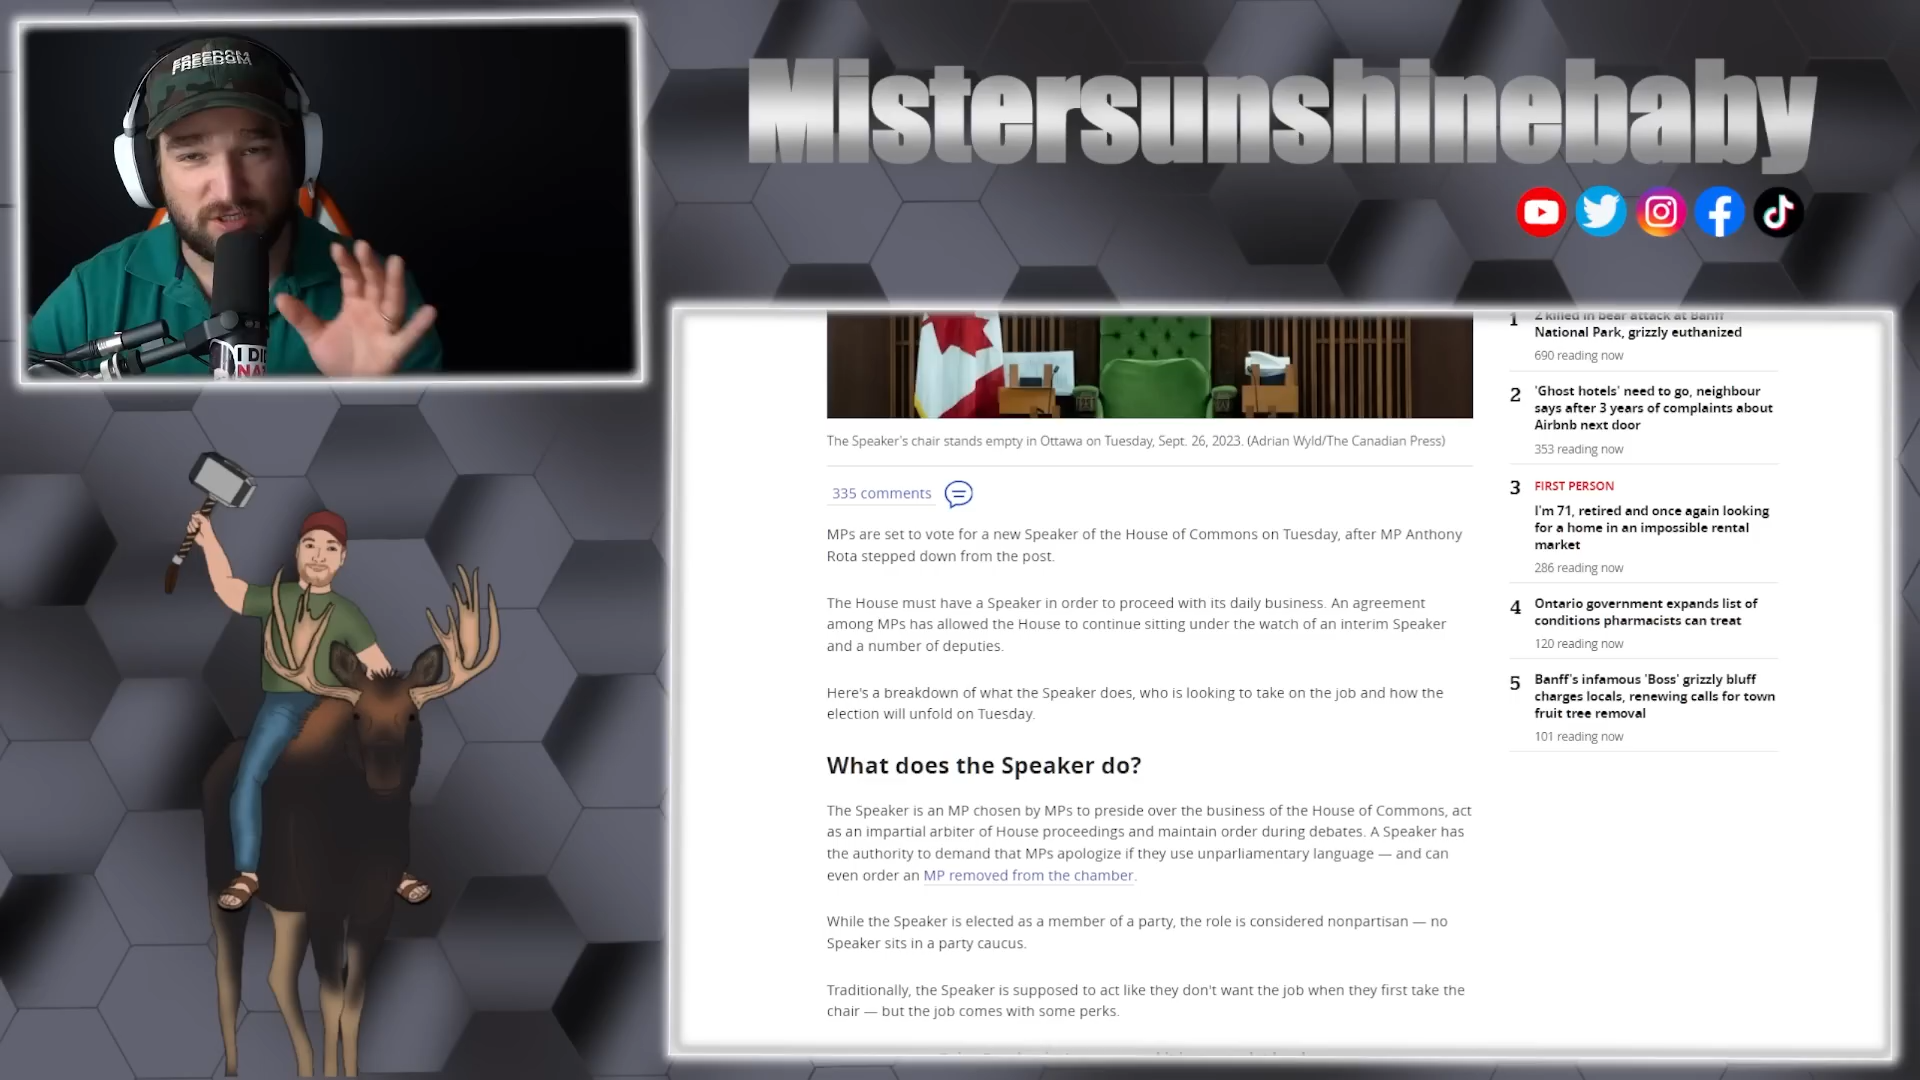 FREEDOM
FREEDOM
I DI
NA
Mistersunshinebaby
The Speaker's chair stands empty in Ottawa on Tuesday, Sept. 26, 2023. (Adrian Wyld/The Canadian Press)
335 comments
MPs are set to vote for a new Speaker of the House of Commons on Tuesday, after MP Anthony
Rota stepped down from the post.
The House must have a Speaker in order to proceed with its daily business. An agreement
among MPs has allowed the House to continue sitting under the watch of an interim Speaker
and a number of deputies.
Here's a breakdown of what the Speaker does, who is looking to take on the job and how the
election will unfold on Tuesday.
What does the Speaker do?
The Speaker is an MP chosen by MPs to preside over the business of the House of Commons, act
as an impartial arbiter of House proceedings and maintain order during debates. A Speaker has
the authority to demand that MPs apologize if they use unparliamentary language — and can
even order an MP removed from the chamber.
While the Speaker is elected as a member of a party, the role is considered nonpartisan — no
Speaker sits in a party caucus.
Traditionally, the Speaker is supposed to act like they don't want the job when they first take the
chair — but the job comes with some perks.
1 2 killed in bear attack at Banff
National Park, grizzly euthanized
690 reading now
2 'Ghost hotels' need to go, neighbour
says after 3 years of complaints about
Airbnb next door
353 reading now
3 FIRST PERSON
I'm 71, retired and once again looking
for a home in an impossible rental
market
286 reading now
4 Ontario government expands list of
conditions pharmacists can treat
120 reading now
5 Banff's infamous 'Boss' grizzly bluff
charges locals, renewing calls for town
fruit tree removal
101 reading now